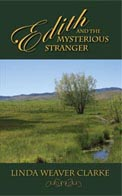 Edith
AND THE
MYSTERIOUS
STRANGER
LINDA WEAVER CLARKE